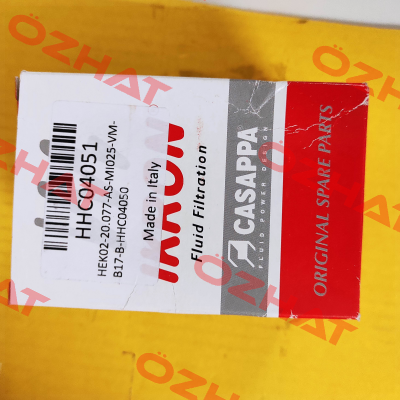 HHC04051
HEK02-20.077-AS-MI025-VM-
B17-B-HHC04050
Made in Italy
IKRON
Fluid Filtration
CASAPPA
FLUID POWER DESIGN
ORIGINAL SPARE PARTS
ÖZHAT
ÖZHAT
ÖZHAT
ÖZHAT
ÖZHAT
ÖZHAT